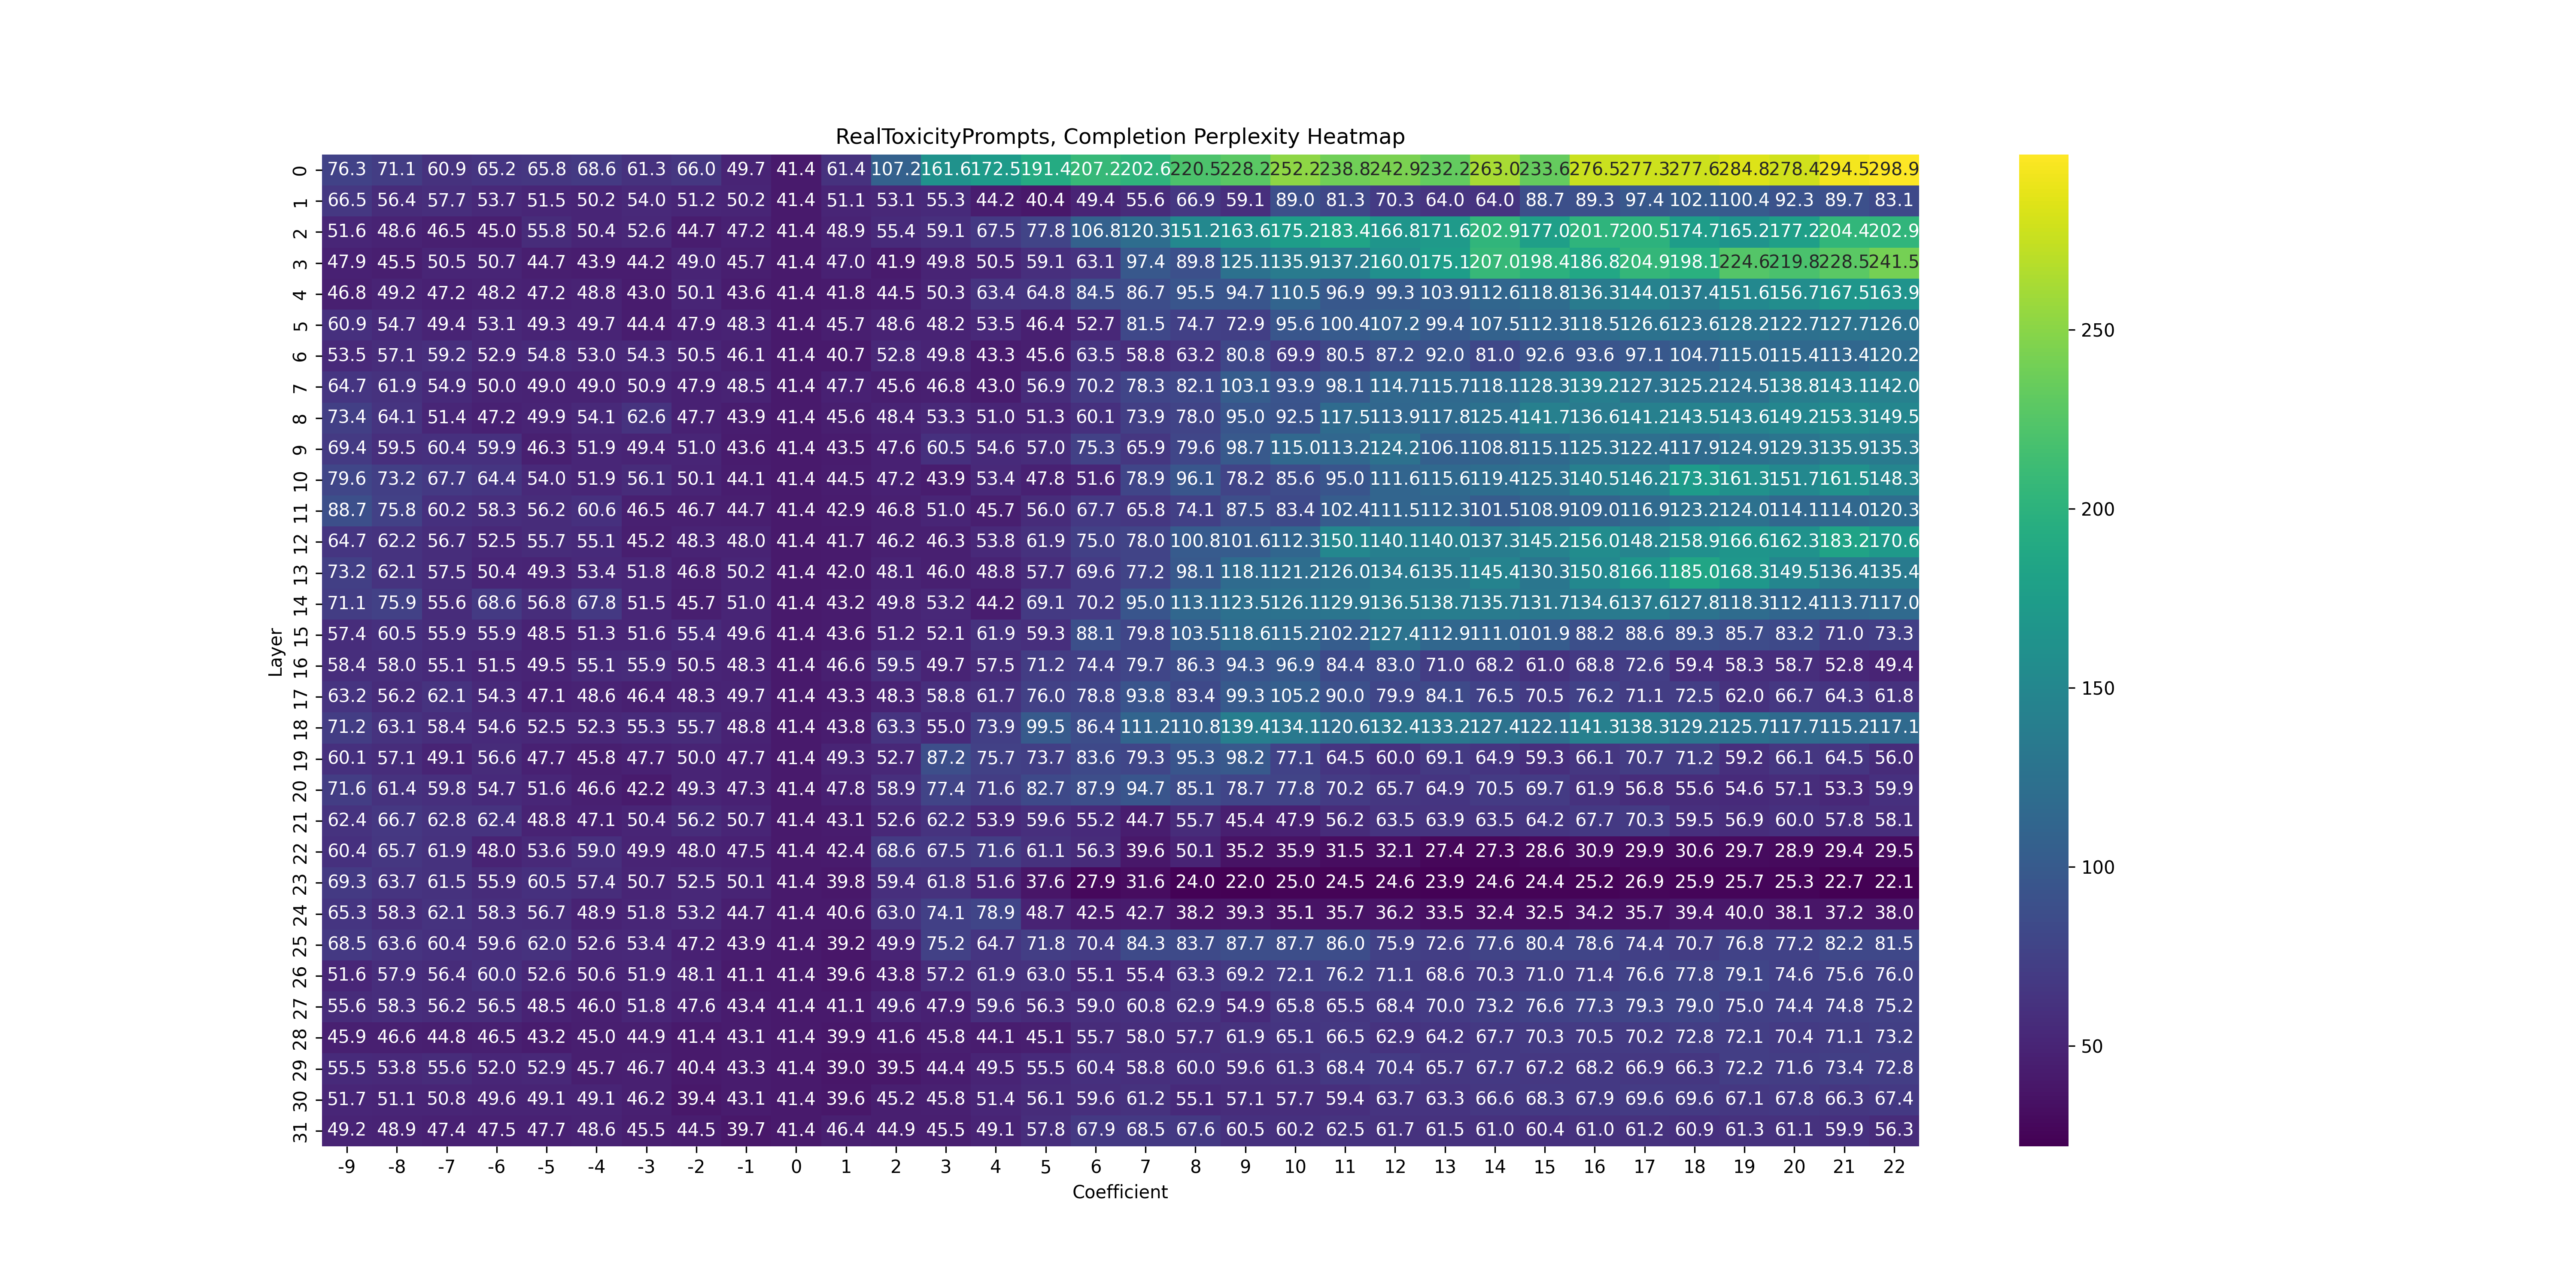 RealToxicityPrompts, Completion Perplexity Heatmap
0 76.3 71.1 60.9 65.2 65.8 68.6 61.3 66.0 49.7 41.4 61.4 107.2 161.6 172.5 191.4 207.2 202.6 220.5 228.2 252.2 238.8 242.9 232.2 263.0 233.6 276.5 277.3 277.6 284.8 278.4 294.5 298.9
1 66.5 56.4 57.7 53.7 51.5 50.2 54.0 51.2 50.2 41.4 51.1 53.1 55.3 44.2 40.4 49.4 55.6 66.9 59.1 89.0 81.3 70.3 64.0 64.0 88.7 89.3 97.4 102.1 100.4 92.3 89.7 83.1
2 51.6 48.6 46.5 45.0 55.8 50.4 52.6 44.7 47.2 41.4 48.9 55.4 59.1 67.5 77.8 106.8 120.3 151.2 163.6 175.2 183.4 166.8 171.6 202.9 177.0 201.7 200.5 174.7 165.2 177.2 204.4 202.9
3 47.9 45.5 50.5 50.7 44.7 43.9 44.2 49.0 45.7 41.4 47.0 41.9 49.8 50.5 59.1 63.1 97.4 89.8 125.1 135.9 137.2 160.0 175.1 207.0 198.4 186.8 204.9 198.1 224.6 219.8 228.5 241.5
4 46.8 49.2 47.2 48.2 47.2 48.8 43.0 50.1 43.6 41.4 41.8 44.5 50.3 63.4 64.8 84.5 86.7 95.5 94.7 110.5 96.9 99.3 103.9 112.6 118.8 136.3 144.0 137.4 151.6 156.7 167.5 163.9
5 60.9 54.7 49.4 53.1 49.3 49.7 44.4 47.9 48.3 41.4 45.7 48.6 48.2 53.5 46.4 52.7 81.5 74.7 72.9 95.6 100.4 107.2 99.4 107.5 112.3 118.5 126.6 123.6 128.2 122.7 127.7 126.0
6 53.5 57.1 59.2 52.9 54.8 53.0 54.3 50.5 46.1 41.4 40.7 52.8 49.8 43.3 45.6 63.5 58.8 63.2 80.8 69.9 80.5 87.2 92.0 81.0 92.6 93.6 97.1 104.7 115.0 115.4 113.4 120.2
7 64.7 61.9 54.9 50.0 49.0 49.0 50.9 47.9 48.5 41.4 47.7 45.6 46.8 43.0 56.9 70.2 78.3 82.1 103.1 93.9 98.1 114.7 115.7 118.1 128.3 139.2 127.3 125.2 124.5 138.8 143.1 142.0
8 73.4 64.1 51.4 47.2 49.9 54.1 62.6 47.7 43.9 41.4 45.6 48.4 53.3 51.0 51.3 60.1 73.9 78.0 95.0 92.5 117.5 113.9 117.8 125.4 141.7 136.6 141.2 143.5 143.6 149.2 153.3 149.5
9 69.4 59.5 60.4 59.9 46.3 51.9 49.4 51.0 43.6 41.4 43.5 47.6 60.5 54.6 57.0 75.3 65.9 79.6 98.7 115.0 113.2 124.2 106.1 108.8 115.1 125.3 122.4 117.9 124.9 129.3 135.9 135.3
10 79.6 73.2 67.7 64.4 54.0 51.9 56.1 50.1 44.1 41.4 44.5 47.2 43.9 53.4 47.8 51.6 78.9 96.1 78.2 85.6 95.0 111.6 115.6 119.4 125.3 140.5 146.2 173.3 161.3 151.7 161.5 148.3
11 88.7 75.8 60.2 58.3 56.2 60.6 46.5 46.7 44.7 41.4 42.9 46.8 51.0 45.7 56.0 67.7 65.8 74.1 87.5 83.4 102.4 111.5 112.3 101.5 108.9 109.0 116.9 123.2 124.0 114.1 114.0 120.3
12 64.7 62.2 56.7 52.5 55.7 55.1 45.2 48.3 48.0 41.4 41.7 46.2 46.3 53.8 61.9 75.0 78.0 100.8 101.6 112.3 150.1 140.1 140.0 137.3 145.2 156.0 148.2 158.9 166.6 162.3 183.2 170.6
13 73.2 62.1 57.5 50.4 49.3 53.4 51.8 46.8 50.2 41.4 42.0 48.1 46.0 48.8 57.7 69.6 77.2 98.1 118.1 121.2 126.0 134.6 135.1 145.4 130.3 150.8 166.1 185.0 168.3 149.5 136.4 135.4
14 71.1 75.9 55.6 68.6 56.8 67.8 51.5 45.7 51.0 41.4 43.2 49.8 53.2 44.2 69.1 70.2 95.0 113.1 123.5 126.1 129.9 136.5 138.7 135.7 131.7 134.6 137.6 127.8 118.3 112.4 113.7 117.0
15 57.4 60.5 55.9 55.9 48.5 51.3 51.6 55.4 49.6 41.4 43.6 51.2 52.1 61.9 59.3 88.1 79.8 103.5 118.6 115.2 102.2 127.4 112.9 111.0 101.9 88.2 88.6 89.3 85.7 83.2 71.0 73.3
16 58.4 58.0 55.1 51.5 49.5 55.1 55.9 50.5 48.3 41.4 46.6 59.5 49.7 57.5 71.2 74.4 79.7 86.3 94.3 96.9 84.4 83.0 71.0 68.2 61.0 68.8 72.6 59.4 58.3 58.7 52.8 49.4
17 63.2 56.2 62.1 54.3 47.1 48.6 46.4 48.3 49.7 41.4 43.3 48.3 58.8 61.7 76.0 78.8 93.8 83.4 99.3 105.2 90.0 79.9 84.1 76.5 70.5 76.2 71.1 72.5 62.0 66.7 64.3 61.8
18 71.2 63.1 58.4 54.6 52.5 52.3 55.3 55.7 48.8 41.4 43.8 63.3 55.0 73.9 99.5 86.4 111.2 110.8 139.4 134.1 120.6 132.4 133.2 127.4 122.1 141.3 138.3 129.2 125.7 117.7 115.2 117.1
19 60.1 57.1 49.1 56.6 47.7 45.8 47.7 50.0 47.7 41.4 49.3 52.7 87.2 75.7 73.7 83.6 79.3 95.3 98.2 77.1 64.5 60.0 69.1 64.9 59.3 66.1 70.7 71.2 59.2 66.1 64.5 56.0
20 71.6 61.4 59.8 54.7 51.6 46.6 42.2 49.3 47.3 41.4 47.8 58.9 77.4 71.6 82.7 87.9 94.7 85.1 78.7 77.8 70.2 65.7 64.9 70.5 69.7 61.9 56.8 55.6 54.6 57.1 53.3 59.9
21 62.4 66.7 62.8 62.4 48.8 47.1 50.4 56.2 50.7 41.4 43.1 52.6 62.2 53.9 59.6 55.2 44.7 55.7 45.4 47.9 56.2 63.5 63.9 63.5 64.2 67.7 70.3 59.5 56.9 60.0 57.8 58.1
22 60.4 65.7 61.9 48.0 53.6 59.0 49.9 48.0 47.5 41.4 42.4 68.6 67.5 71.6 61.1 56.3 39.6 50.1 35.2 35.9 31.5 32.1 27.4 27.3 28.6 30.9 29.9 30.6 29.7 28.9 29.4 29.5
23 69.3 63.7 61.5 55.9 60.5 57.4 50.7 52.5 50.1 41.4 39.8 59.4 61.8 51.6 37.6 27.9 31.6 24.0 22.0 25.0 24.5 24.6 23.9 24.6 24.4 25.2 26.9 25.9 25.7 25.3 22.7 22.1
24 65.3 58.3 62.1 58.3 56.7 48.9 51.8 53.2 44.7 41.4 40.6 63.0 74.1 78.9 48.7 42.5 42.7 38.2 39.3 35.1 35.7 36.2 33.5 32.4 32.5 34.2 35.7 39.4 40.0 38.1 37.2 38.0
25 68.5 63.6 60.4 59.6 62.0 52.6 53.4 47.2 43.9 41.4 39.2 49.9 75.2 64.7 71.8 70.4 84.3 83.7 87.7 87.7 86.0 75.9 72.6 77.6 80.4 78.6 74.4 70.7 76.8 77.2 82.2 81.5
26 51.6 57.9 56.4 60.0 52.6 50.6 51.9 48.1 41.1 41.4 39.6 43.8 57.2 61.9 63.0 55.1 55.4 63.3 69.2 72.1 76.2 71.1 68.6 70.3 71.0 71.4 76.6 77.8 79.1 74.6 75.6 76.0
27 55.6 58.3 56.2 56.5 48.5 46.0 51.8 47.6 43.4 41.4 41.1 49.6 47.9 59.6 56.3 59.0 60.8 62.9 54.9 65.8 65.5 68.4 70.0 73.2 76.6 77.3 79.3 79.0 75.0 74.4 74.8 75.2
28 45.9 46.6 44.8 46.5 43.2 45.0 44.9 41.4 43.1 41.4 39.9 41.6 45.8 44.1 45.1 55.7 58.0 57.7 61.9 65.1 66.5 62.9 64.2 67.7 70.3 70.5 70.2 72.8 72.1 70.4 71.1 73.2
29 55.5 53.8 55.6 52.0 52.9 45.7 46.7 40.4 43.3 41.4 39.0 39.5 44.4 49.5 55.5 60.4 58.8 60.0 59.6 61.3 68.4 70.4 65.7 67.7 67.2 68.2 66.9 66.3 72.2 71.6 73.4 72.8
30 51.7 51.1 50.8 49.6 49.1 49.1 46.2 39.4 43.1 41.4 39.6 45.2 45.8 51.4 56.1 59.6 61.2 55.1 57.1 57.7 59.4 63.7 63.3 66.6 68.3 67.9 69.6 69.6 67.1 67.8 66.3 67.4
31 49.2 48.9 47.4 47.5 47.7 48.6 45.5 44.5 39.7 41.4 46.4 44.9 45.5 49.1 57.8 67.9 68.5 67.6 60.5 60.2 62.5 61.7 61.5 61.0 60.4 61.0 61.2 60.9 61.3 61.1 59.9 56.3
-9 -8 -7 -6 -5 -4 -3 -2 -1 0 1 2 3 4 5 6 7 8 9 10 11 12 13 14 15 16 17 18 19 20 21 22
Coefficient
Layer
250
200
150
100
50